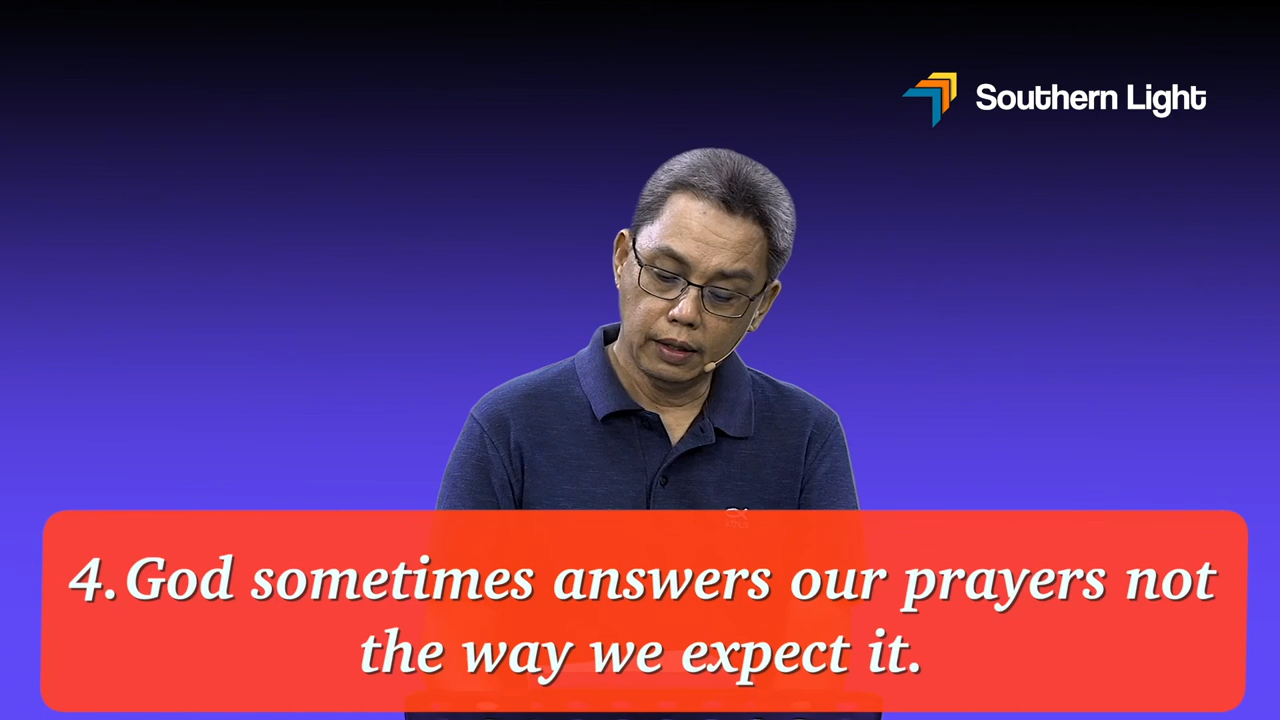 Southern Light
4. God sometimes answers our prayers not
the way we expect it.